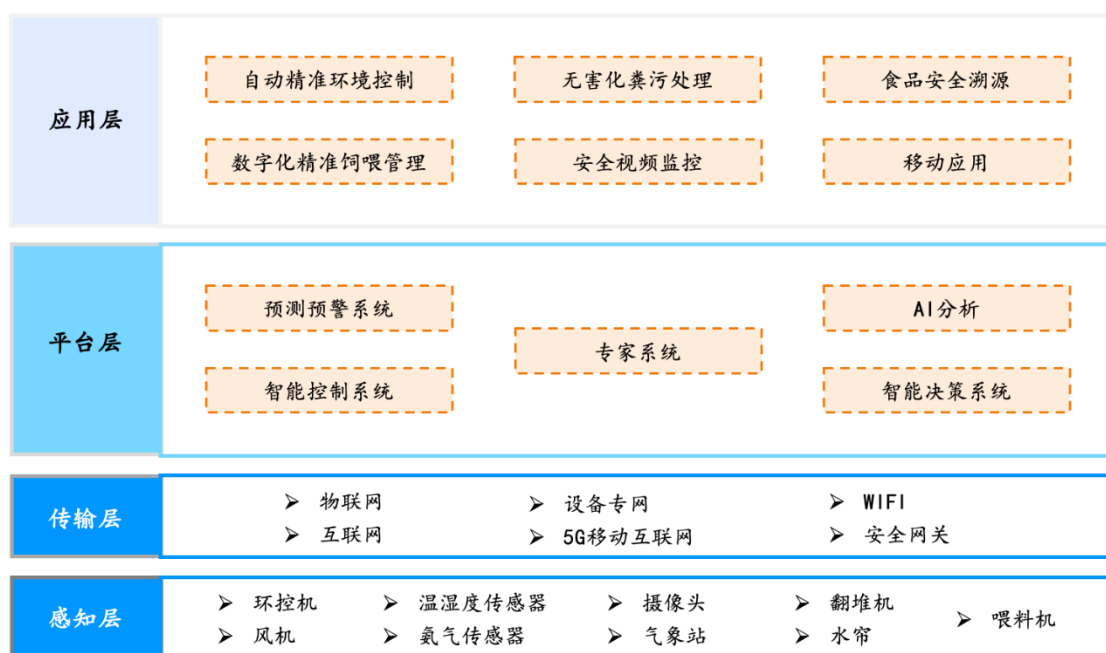 应用层
自动精准环境控制 无害化粪污处理 食品安全溯源
数字化精准饲喂管理 安全视频监控 移动应用
平台层
预测预警系统 AI分析
专家系统
智能控制系统 智能决策系统
传输层
➢ 物联网 ➢ 设备专网 ➢ WIFI
➢ 互联网 ➢ 5G移动互联网 ➢ 安全网关
感知层
➢ 环控机 ➢ 温湿度传感器 ➢ 摄像头 ➢ 翻堆机
➢ 喂料机
➢ 风机 ➢ 氨气传感器 ➢ 气象站 ➢ 水帘